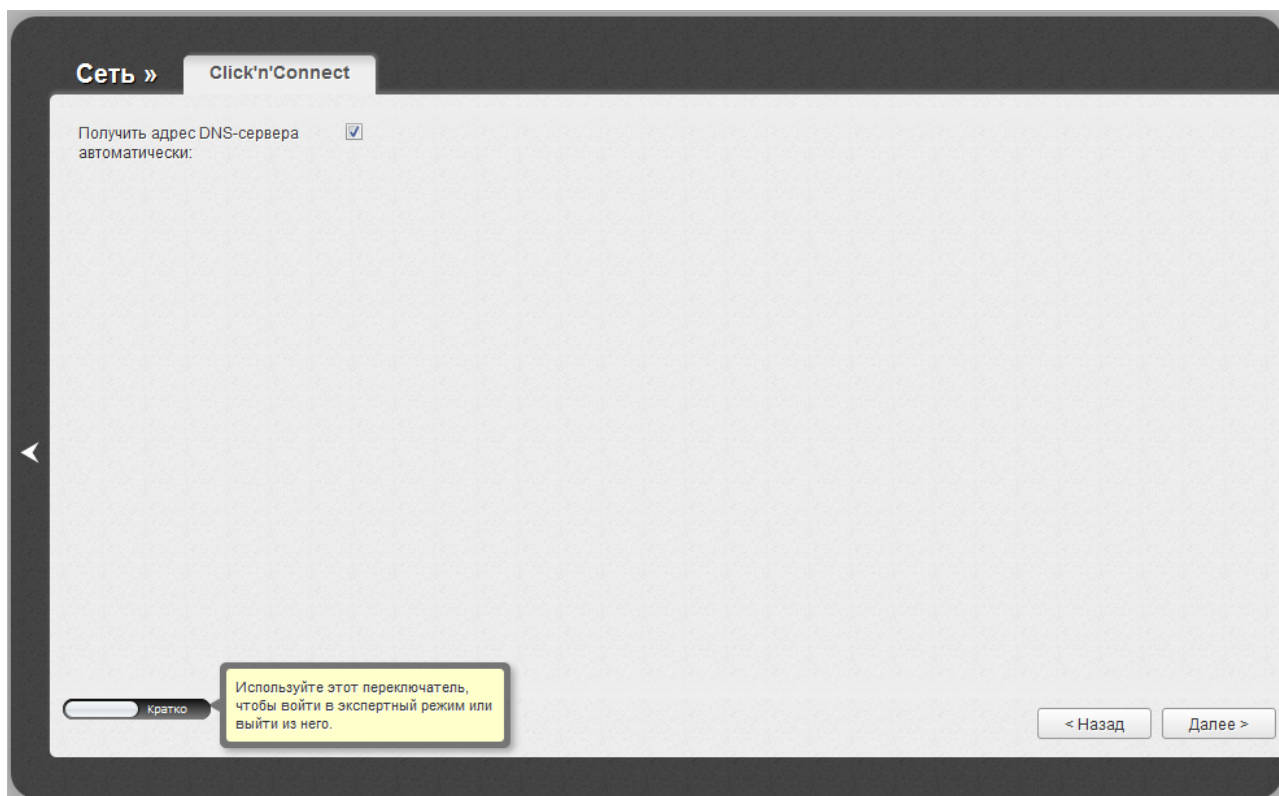 Сеть »
Click'n'Connect
Получить адрес DNS-сервера
автоматически:
Используйте этот переключатель,
чтобы войти в экспертный режим или
выйти из него.
Кратко
< Назад
Далее >